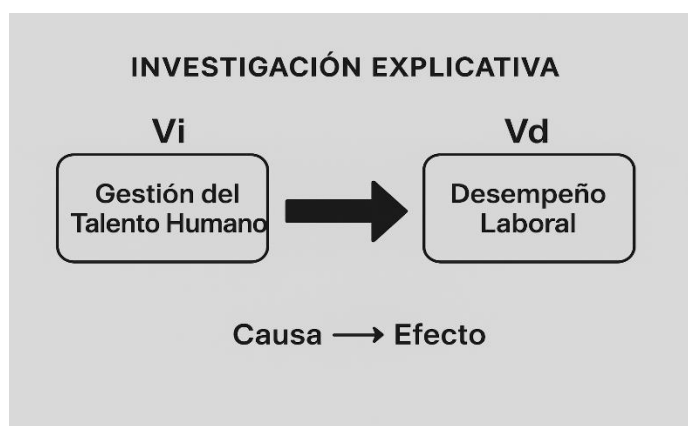 INVESTIGACIÓN EXPLICATIVA
Vi
Vd
Gestión del
Talento Humano
Desempeño
Laboral
Causa → Efecto